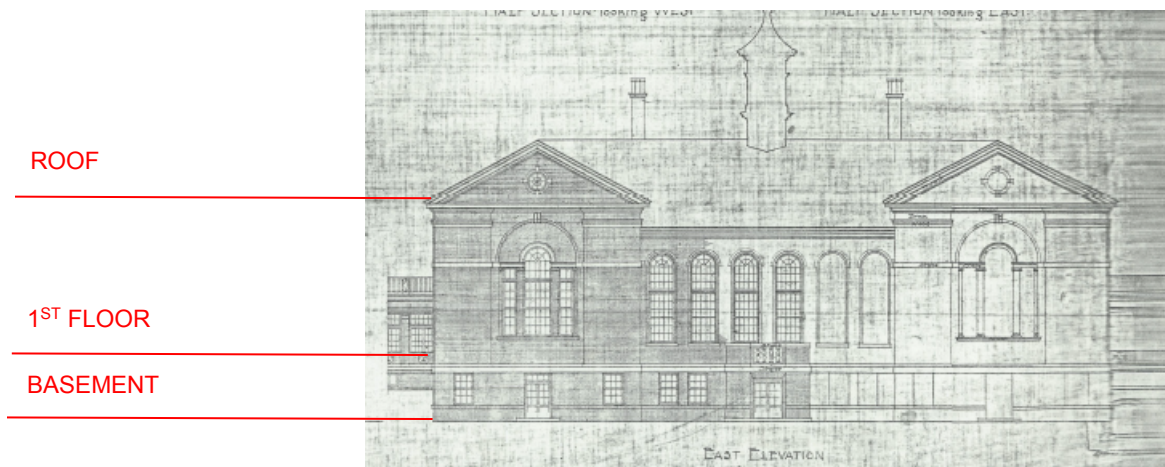 HALF SECTION looking WEST
HALF SECTION looking EAST
ROOF
1ST FLOOR
BASEMENT
EAST ELEVATION